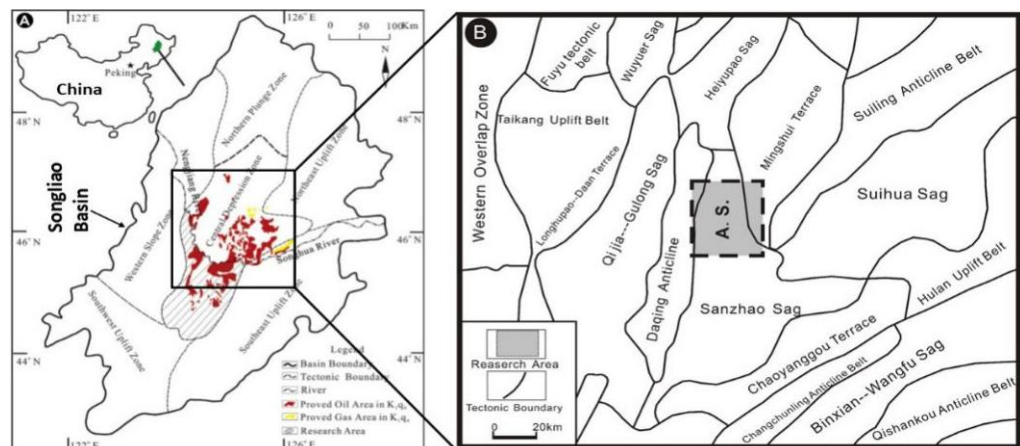 A
122°E
126°E
0 50 100
Km
N
Peking
China
48°N
48°N
Northern Plunge Zone
Northeast Uplift Zone
Nenjiang
Central Depression Zone
Songliao
Basin
46°N
46°N
Western Slope Zone
Songhua River
Southwest Uplift Zone
Southeast Uplift Zone
44°N
44°N
Legend
Basin Boundary
Tectonic Boundary
River
Proved Oil Area in K₁q₄
Proved Gas Area in K₁q₄
Research Area
122°E
126°E
B
Fuyu tectonic
belt
Wuyuer Sag
Heiyupao Sag
Western Overlap Zone
Taikang Uplift Belt
Mingshui Terrace
Suiling Anticline Belt
Longhupao--Daan Terrace
Qijia---Gulong Sag
Suihua Sag
A. S.
Daqing Anticline
Sanzhao Sag
Hulan Uplift Belt
Chaoyanggou Terrace
Changchunling Anticline Belt
Binxian--Wangfu Sag
Qishankou Anticline Belt
Reaserch Area
Tectonic Boundary
0 20km